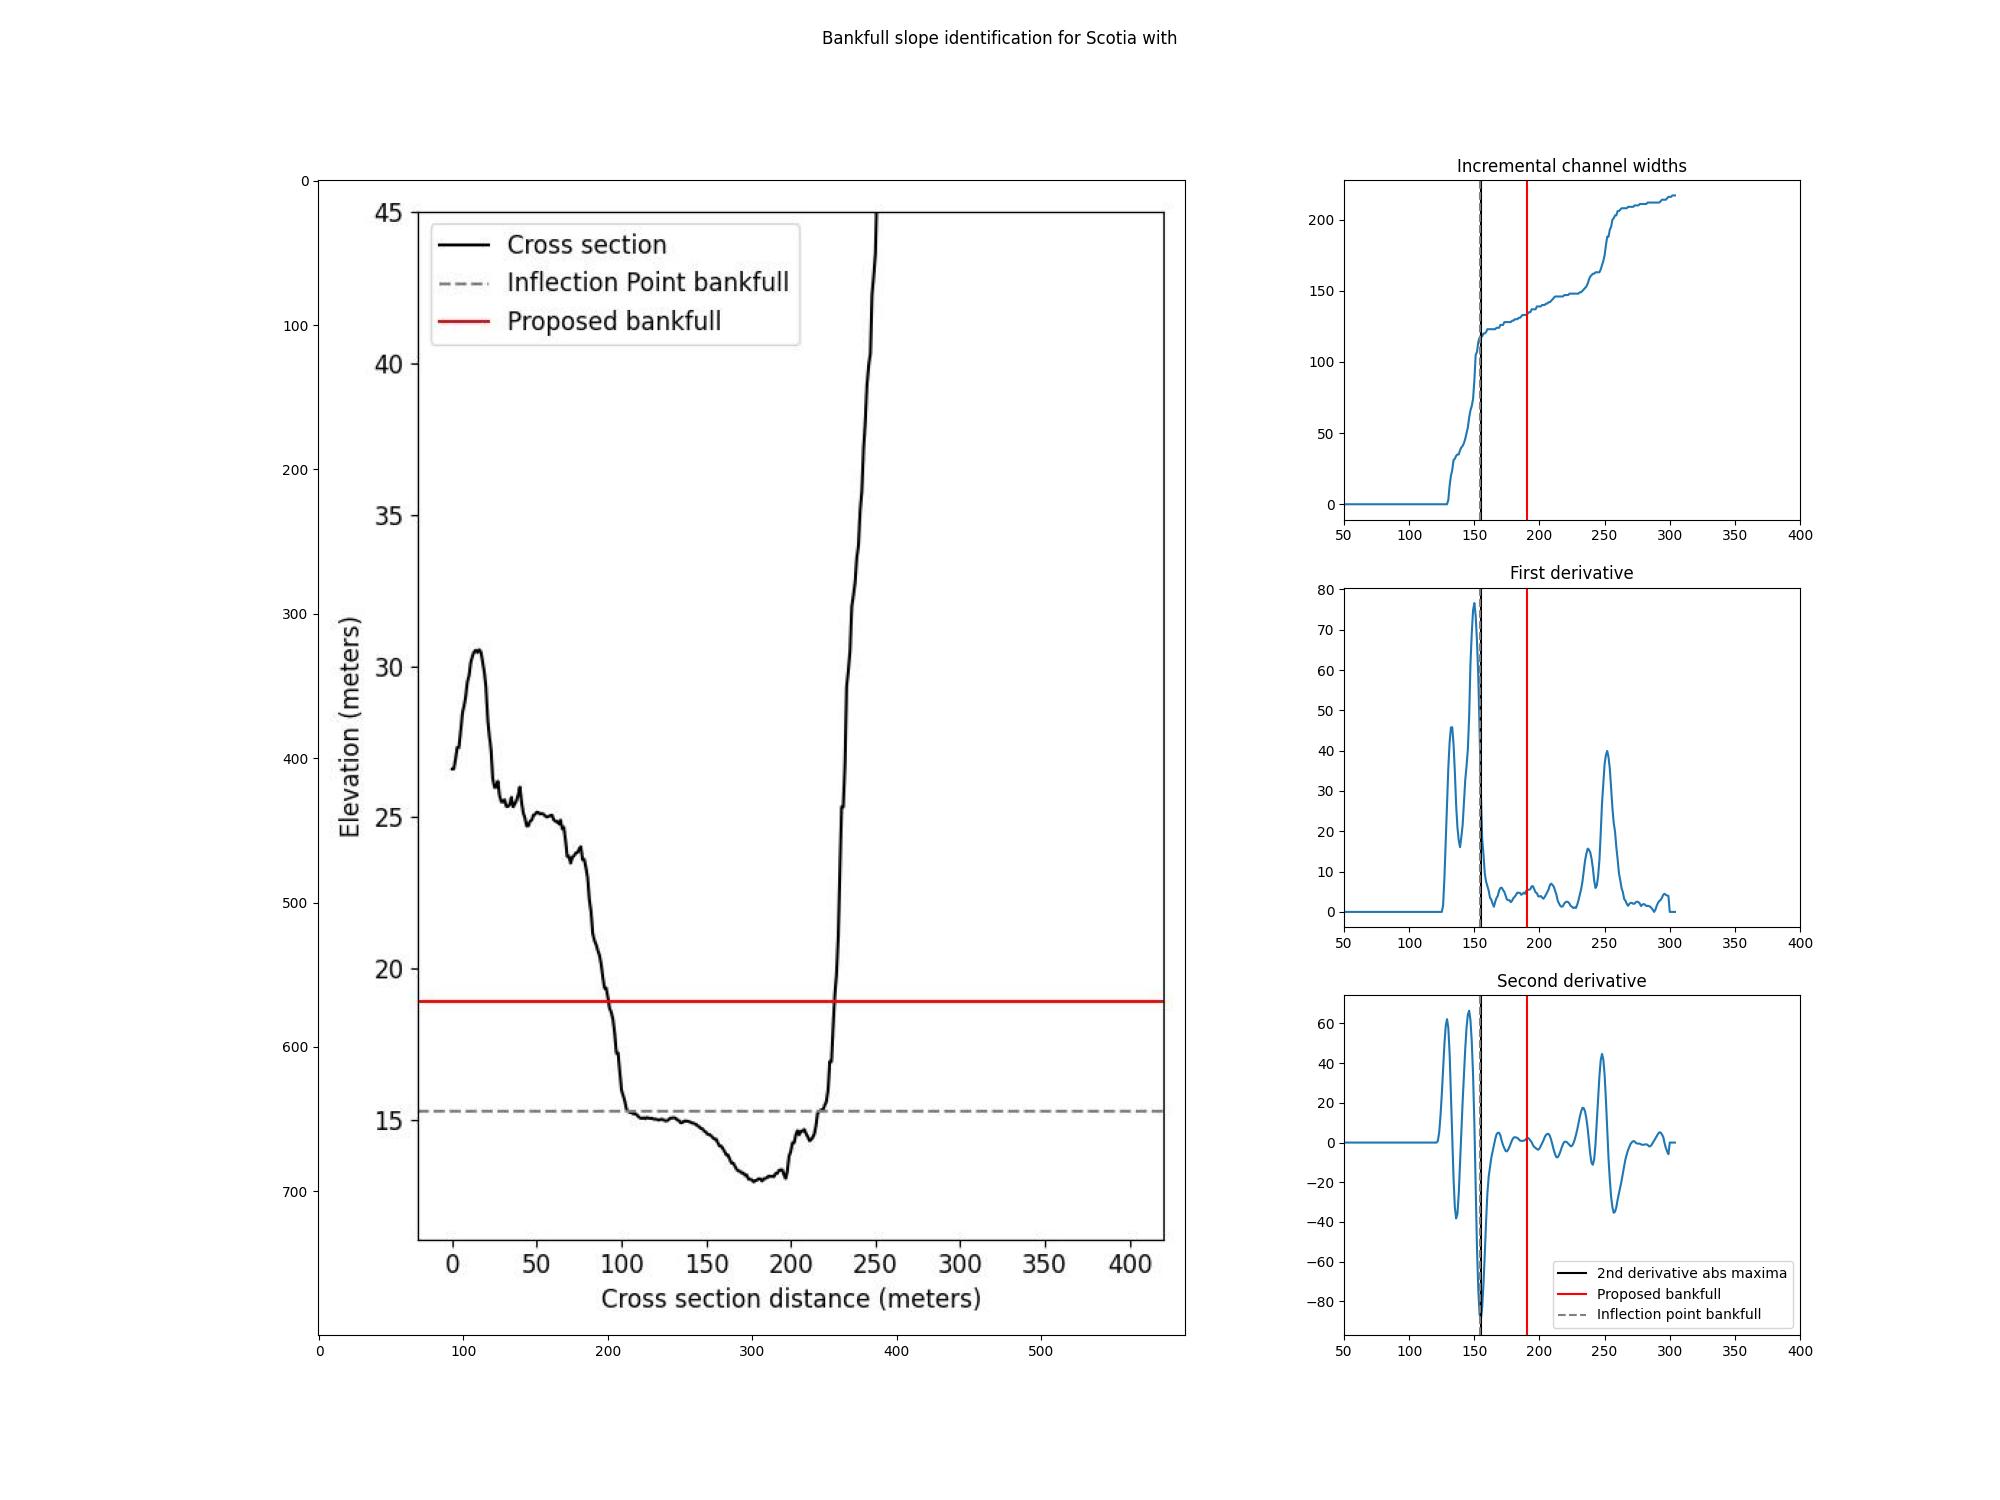 Bankfull slope identification for Scotia with
0
100
200
300
400
500
600
700
0 100 200 300 400 500
45
40
35
30
25
20
15
Elevation (meters)
Cross section
Inflection Point bankfull
Proposed bankfull
0 50 100 150 200 250 300 350 400
Cross section distance (meters)
Incremental channel widths
200
150
100
50
0
50 100 150 200 250 300 350 400
First derivative
80
70
60
50
40
30
20
10
0
50 100 150 200 250 300 350 400
Second derivative
60
40
20
0
−20
−40
−60
−80
2nd derivative abs maxima
Proposed bankfull
Inflection point bankfull
50 100 150 200 250 300 350 400